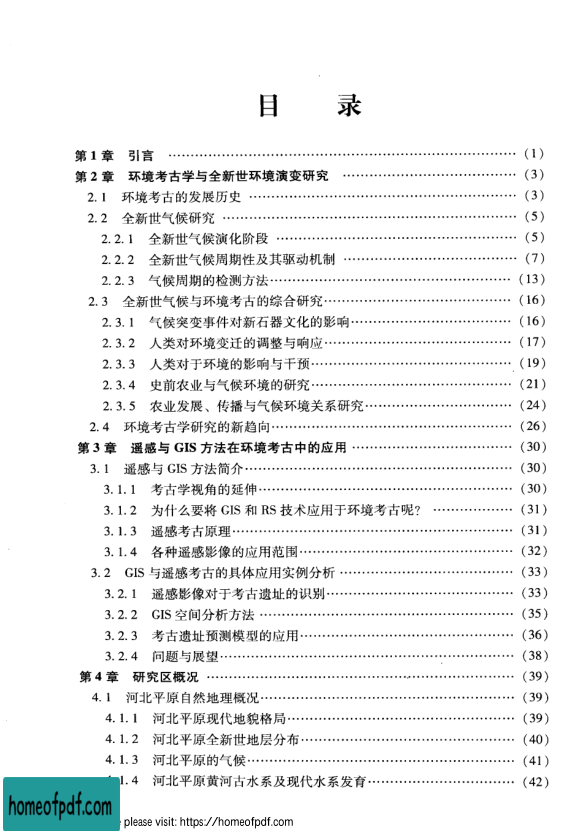 目 录
第 1 章 引言 …… (1)
第 2 章 环境考古学与全新世环境演变研究 …… (3)
2.1 环境考古的发展历史 …… (3)
2.2 全新世气候研究 …… (5)
2.2.1 全新世气候演化阶段 …… (5)
2.2.2 全新世气候周期性及其驱动机制 …… (7)
2.2.3 气候周期的检测方法 …… (13)
2.3 全新世气候与环境考古的综合研究 …… (16)
2.3.1 气候突变事件对新石器文化的影响 …… (16)
2.3.2 人类对环境变迁的调整与响应 …… (17)
2.3.3 人类对于环境的影响与干预 …… (19)
2.3.4 史前农业与气候环境的研究 …… (21)
2.3.5 农业发展、传播与气候环境关系研究 …… (24)
2.4 环境考古学研究的新趋向 …… (26)
第 3 章 遥感与 GIS 方法在环境考古中的应用 …… (30)
3.1 遥感与 GIS 方法简介 …… (30)
3.1.1 考古学视角的延伸 …… (30)
3.1.2 为什么要将 GIS 和 RS 技术应用于环境考古呢? …… (31)
3.1.3 遥感考古原理 …… (31)
3.1.4 各种遥感影像的应用范围 …… (32)
3.2 GIS 与遥感考古的具体应用实例分析 …… (33)
3.2.1 遥感影像对于考古遗址的识别 …… (33)
3.2.2 GIS 空间分析方法 …… (35)
3.2.3 考古遗址预测模型的应用 …… (36)
3.2.4 问题与展望 …… (38)
第 4 章 研究区概况 …… (39)
4.1 河北平原自然地理概况 …… (39)
4.1.1 河北平原现代地貌格局 …… (39)
4.1.2 河北平原全新世地层分布 …… (40)
4.1.3 河北平原的气候 …… (41)
1.4 河北平原黄河古水系及现代水系发育 …… (42)
homeofpdf.com
please visit: https://homeofpdf.com